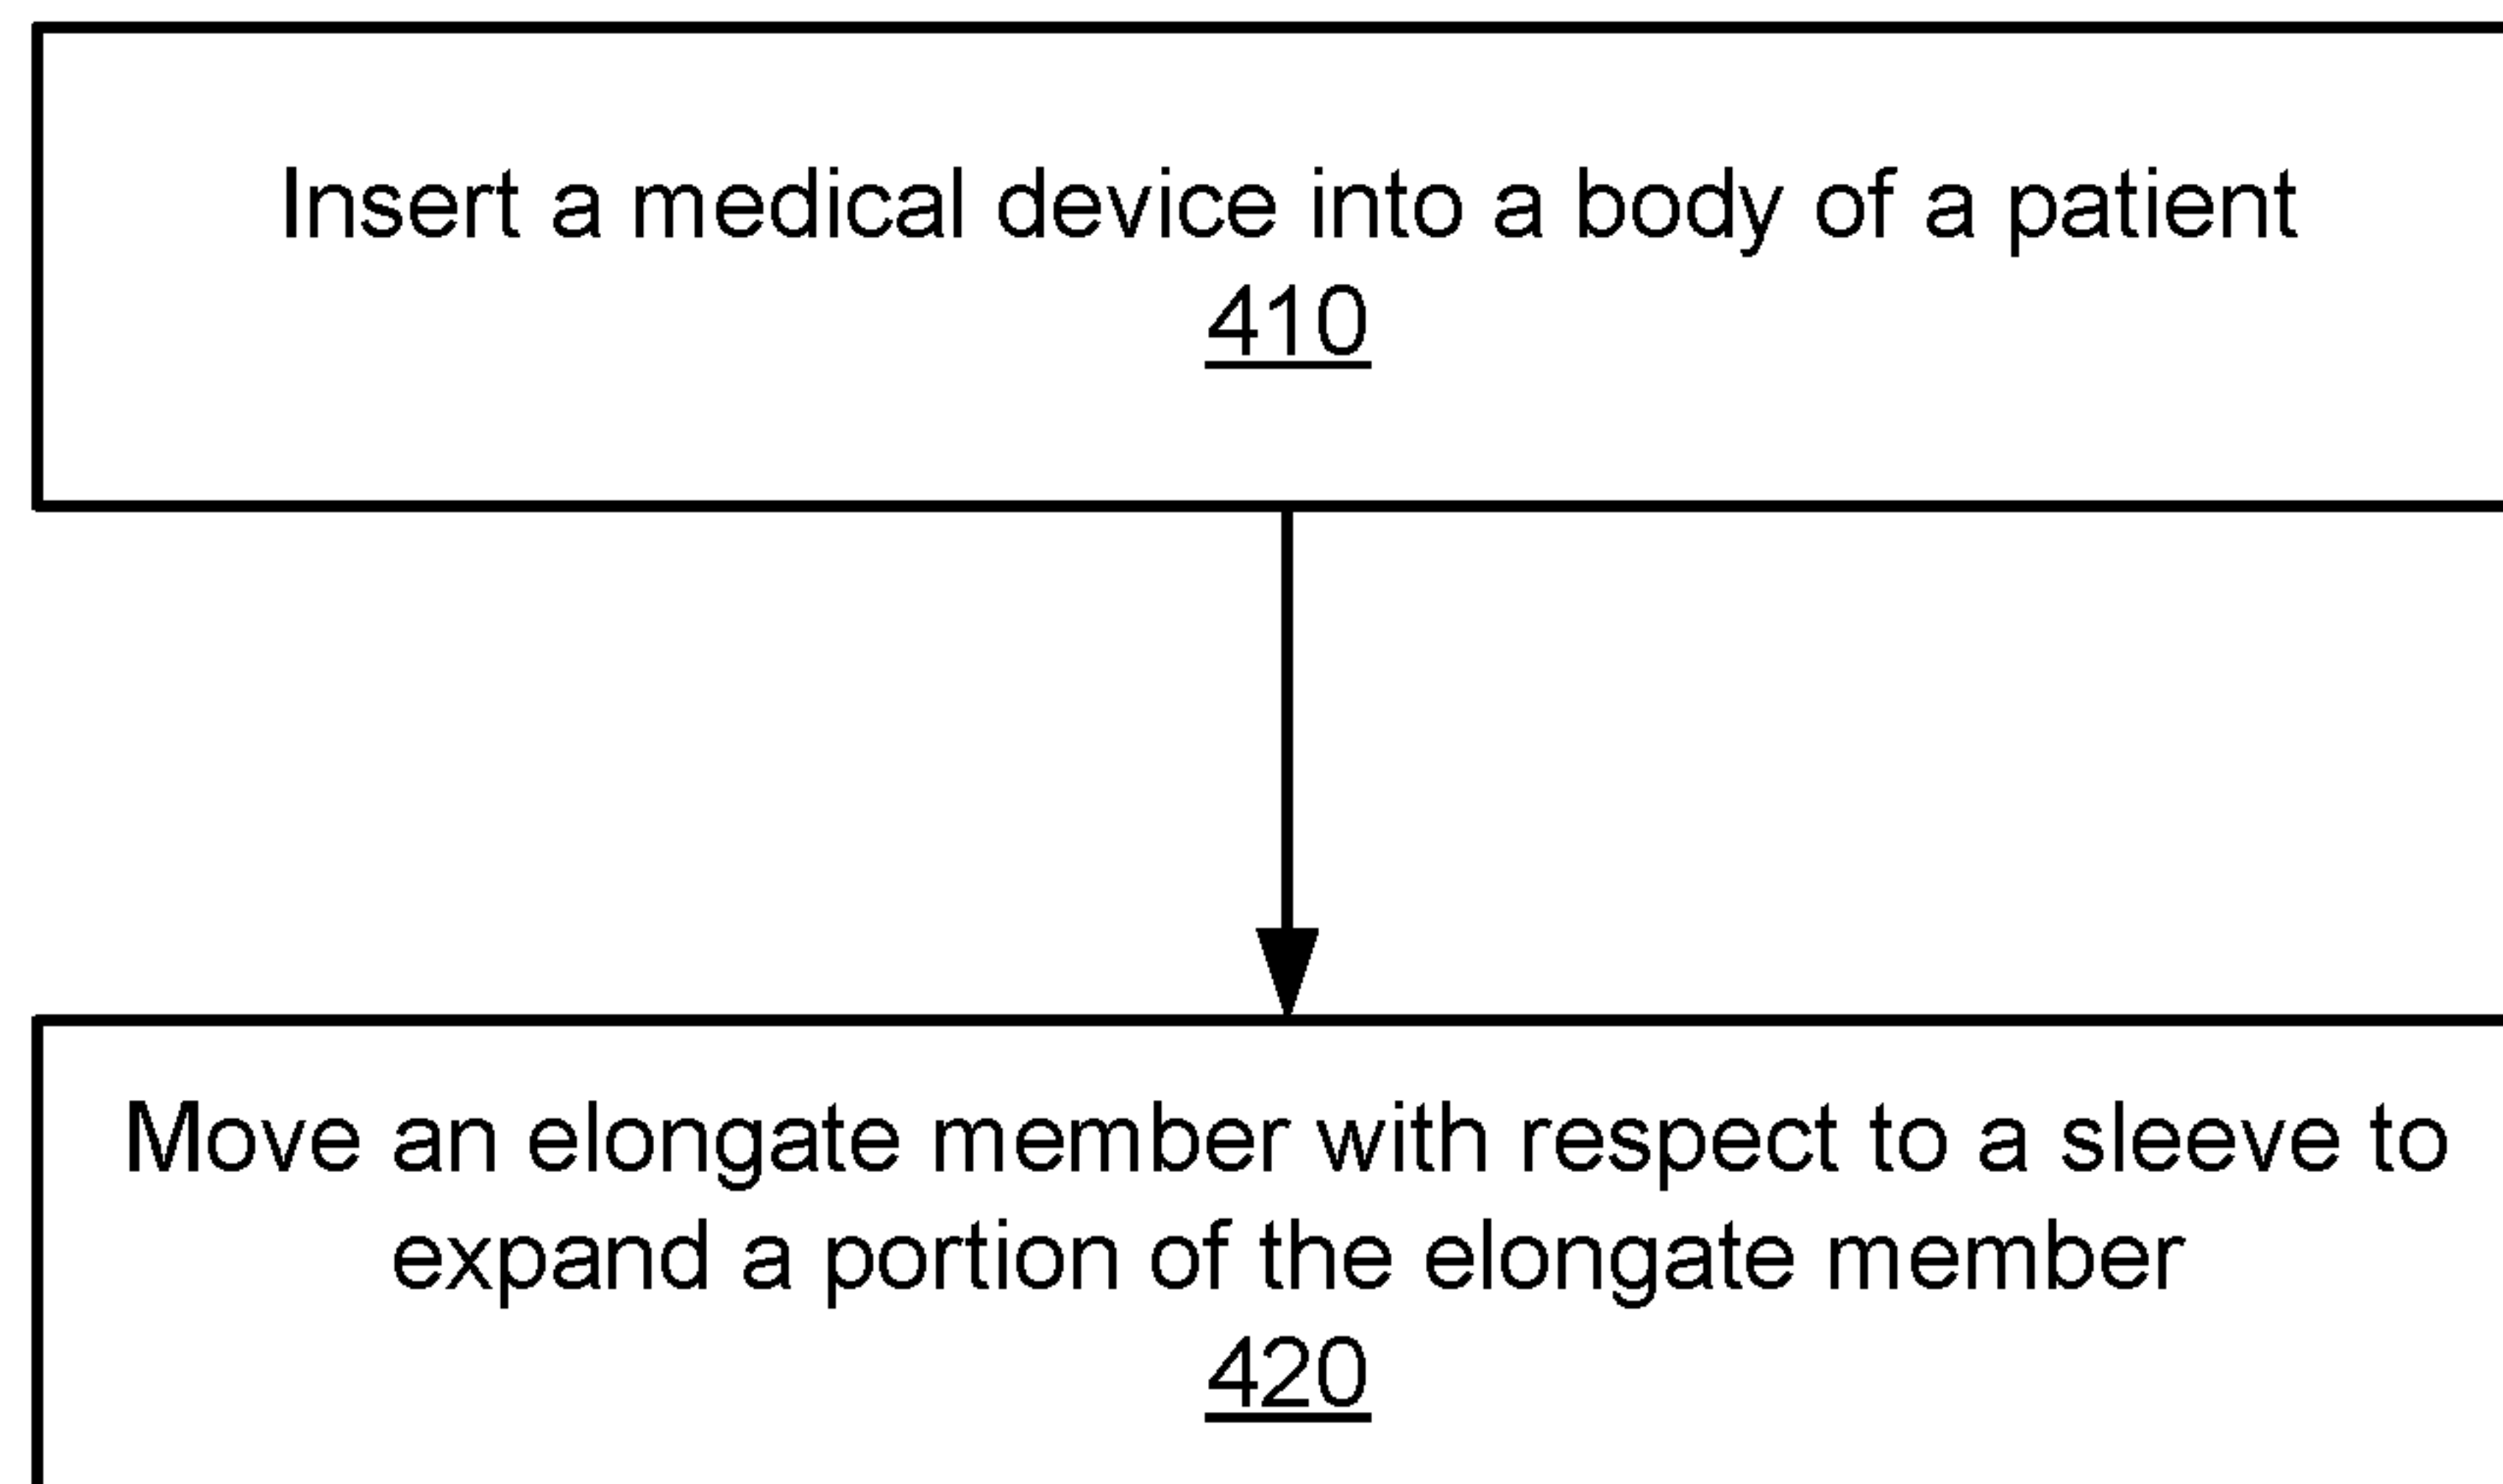 Insert a medical device into a body of a patient
410
Move an elongate member with respect to a sleeve to
expand a portion of the elongate member
420